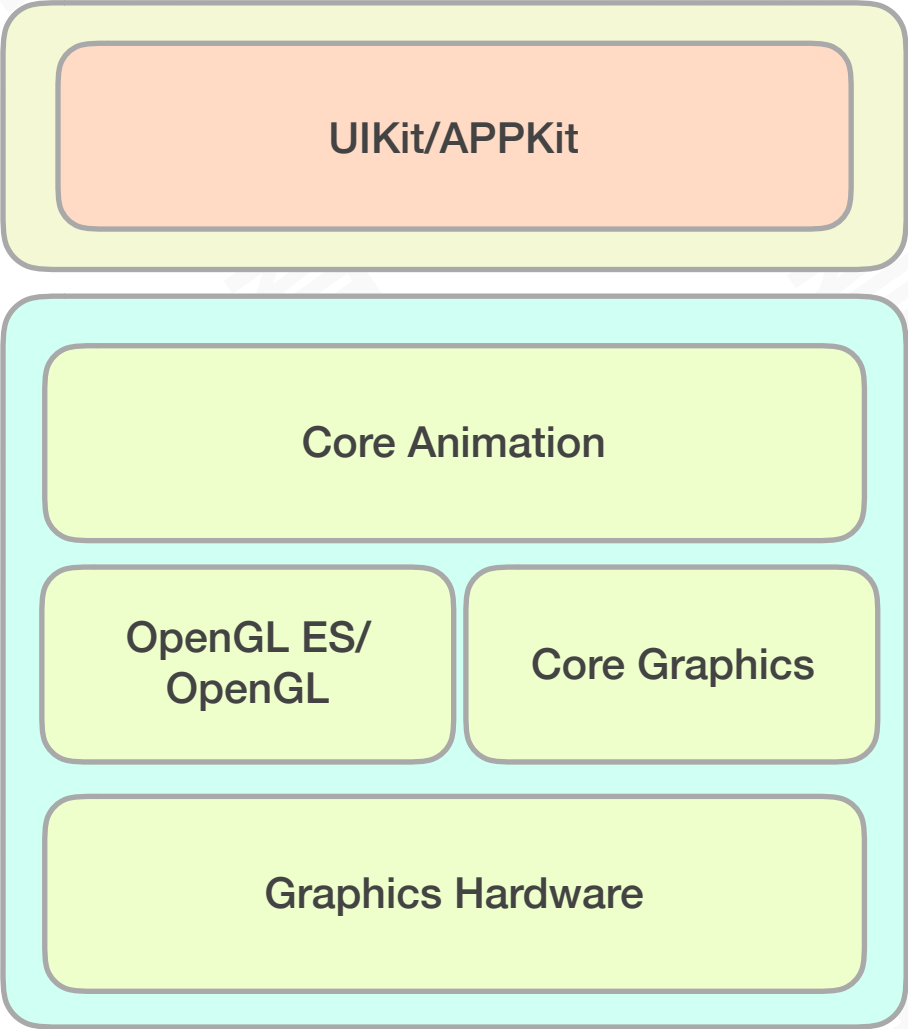 UIKit/APPKit
Core Animation
OpenGL ES/
OpenGL
Core Graphics
Graphics Hardware